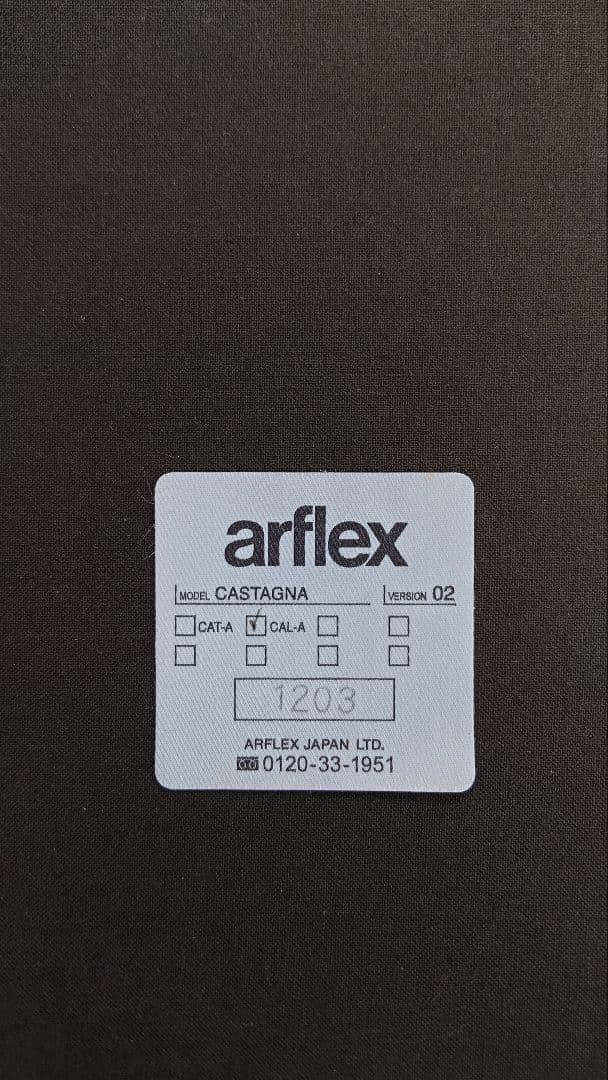 arflex
MODEL CASTAGNA VERSION 02
CAT-A CAL-A
1203
ARFLEX JAPAN LTD.
0120-33-1951